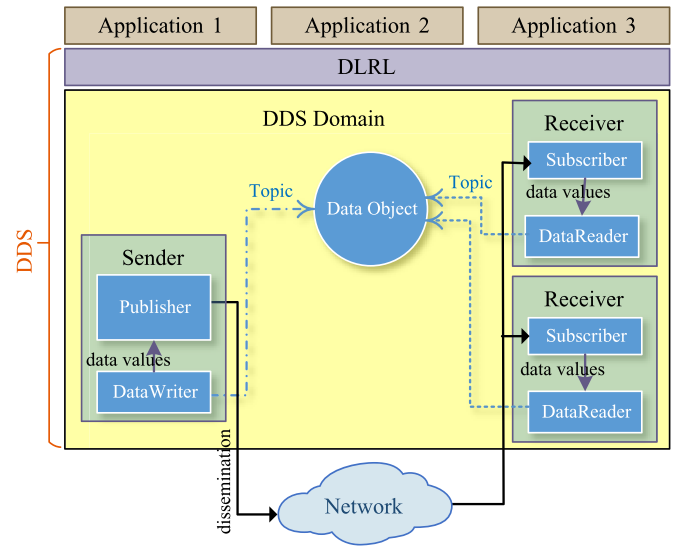 Application 1
Application 2
Application 3
DLRL
DDS Domain
DDS
Receiver
Subscriber
data values
DataReader
Topic
Topic
Data Object
Sender
Publisher
data values
DataWriter
Receiver
Subscriber
data values
DataReader
dissemination
Network